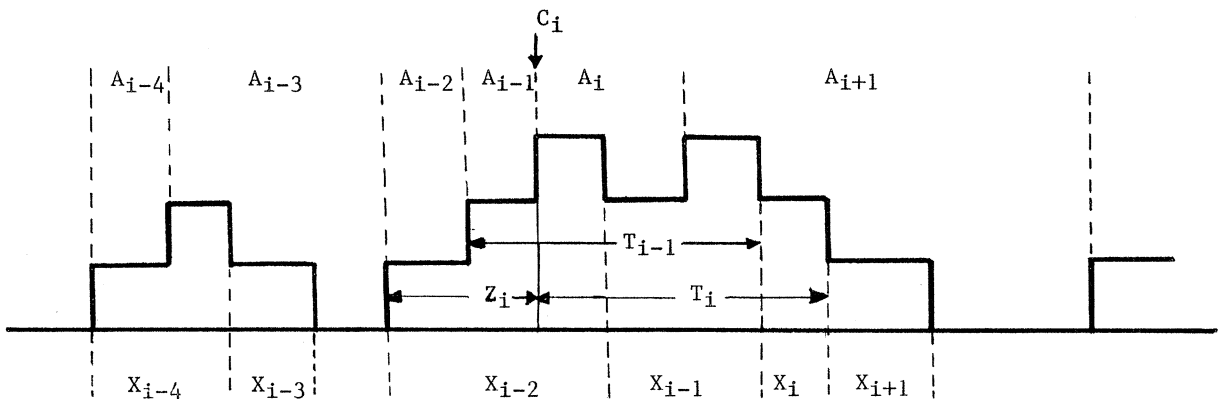 C_i
A_{i-4} A_{i-3} A_{i-2} A_{i-1} A_i A_{i+1}
T_{i-1}
Z_i T_i
X_{i-4} X_{i-3} X_{i-2} X_{i-1} X_i X_{i+1}